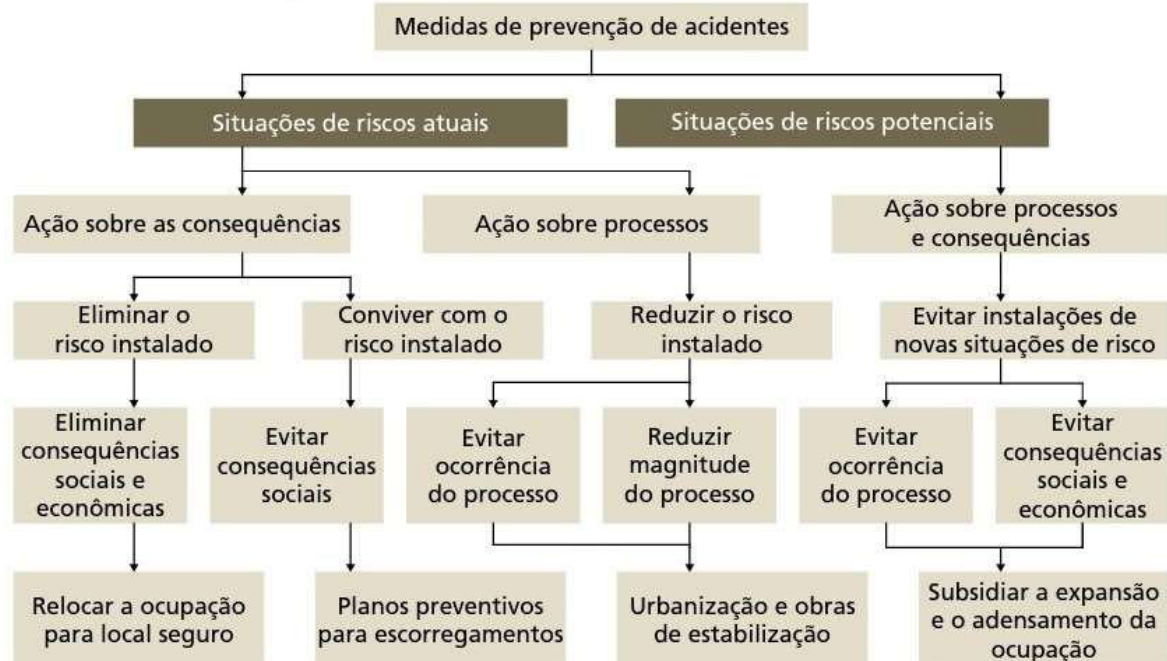 Medidas de prevenção de acidentes
Situações de riscos atuais
Situações de riscos potenciais
Ação sobre as consequências
Ação sobre processos
Ação sobre processos
e consequências
Eliminar o
risco instalado
Conviver com o
risco instalado
Reduzir o risco
instalado
Evitar instalações de
novas situações de risco
Eliminar
consequências
sociais e
econômicas
Evitar
consequências
sociais
Evitar
ocorrência
do processo
Reduzir
magnitude
do processo
Evitar
ocorrência
do processo
Evitar
consequências
sociais e
econômicas
Relocar a ocupação
para local seguro
Planos preventivos
para escorregamentos
Urbanização e obras
de estabilização
Subsidiar a expansão
e o adensamento da
ocupação